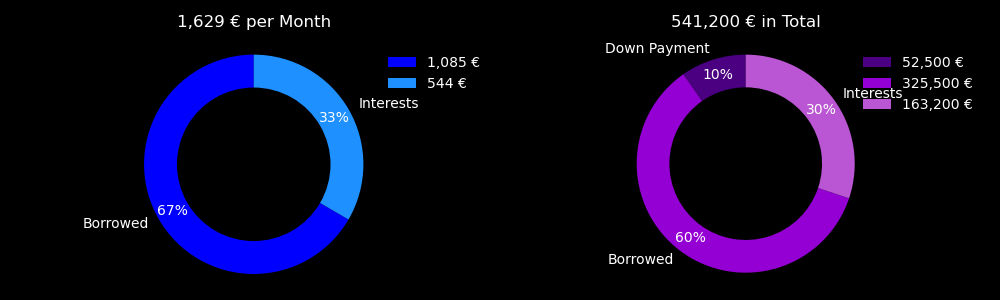 1,629 € per Month
1,085 €
544 €
Interests
33%
67%
Borrowed
541,200 € in Total
Down Payment
52,500 €
10%
325,500 €
Interests
163,200 €
30%
60%
Borrowed